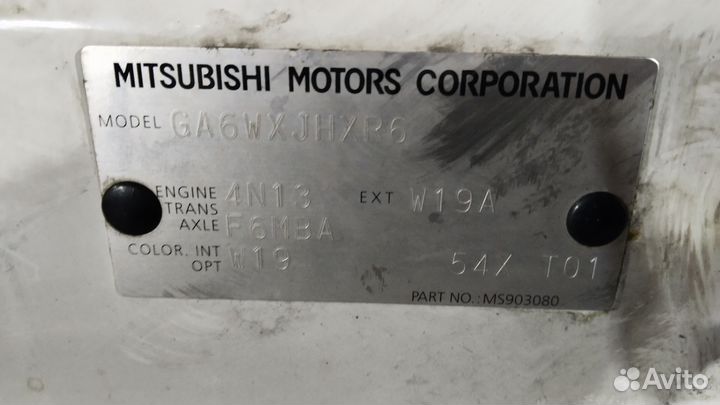 MITSUBISHI MOTORS CORPORATION
MODEL GA6WXJHXR6
ENGINE 4N13 EXT W19A
TRANS
AXLE F6MBA
COLOR. INT W19
OPT 54X T01
PART NO.:MS903080
Avito